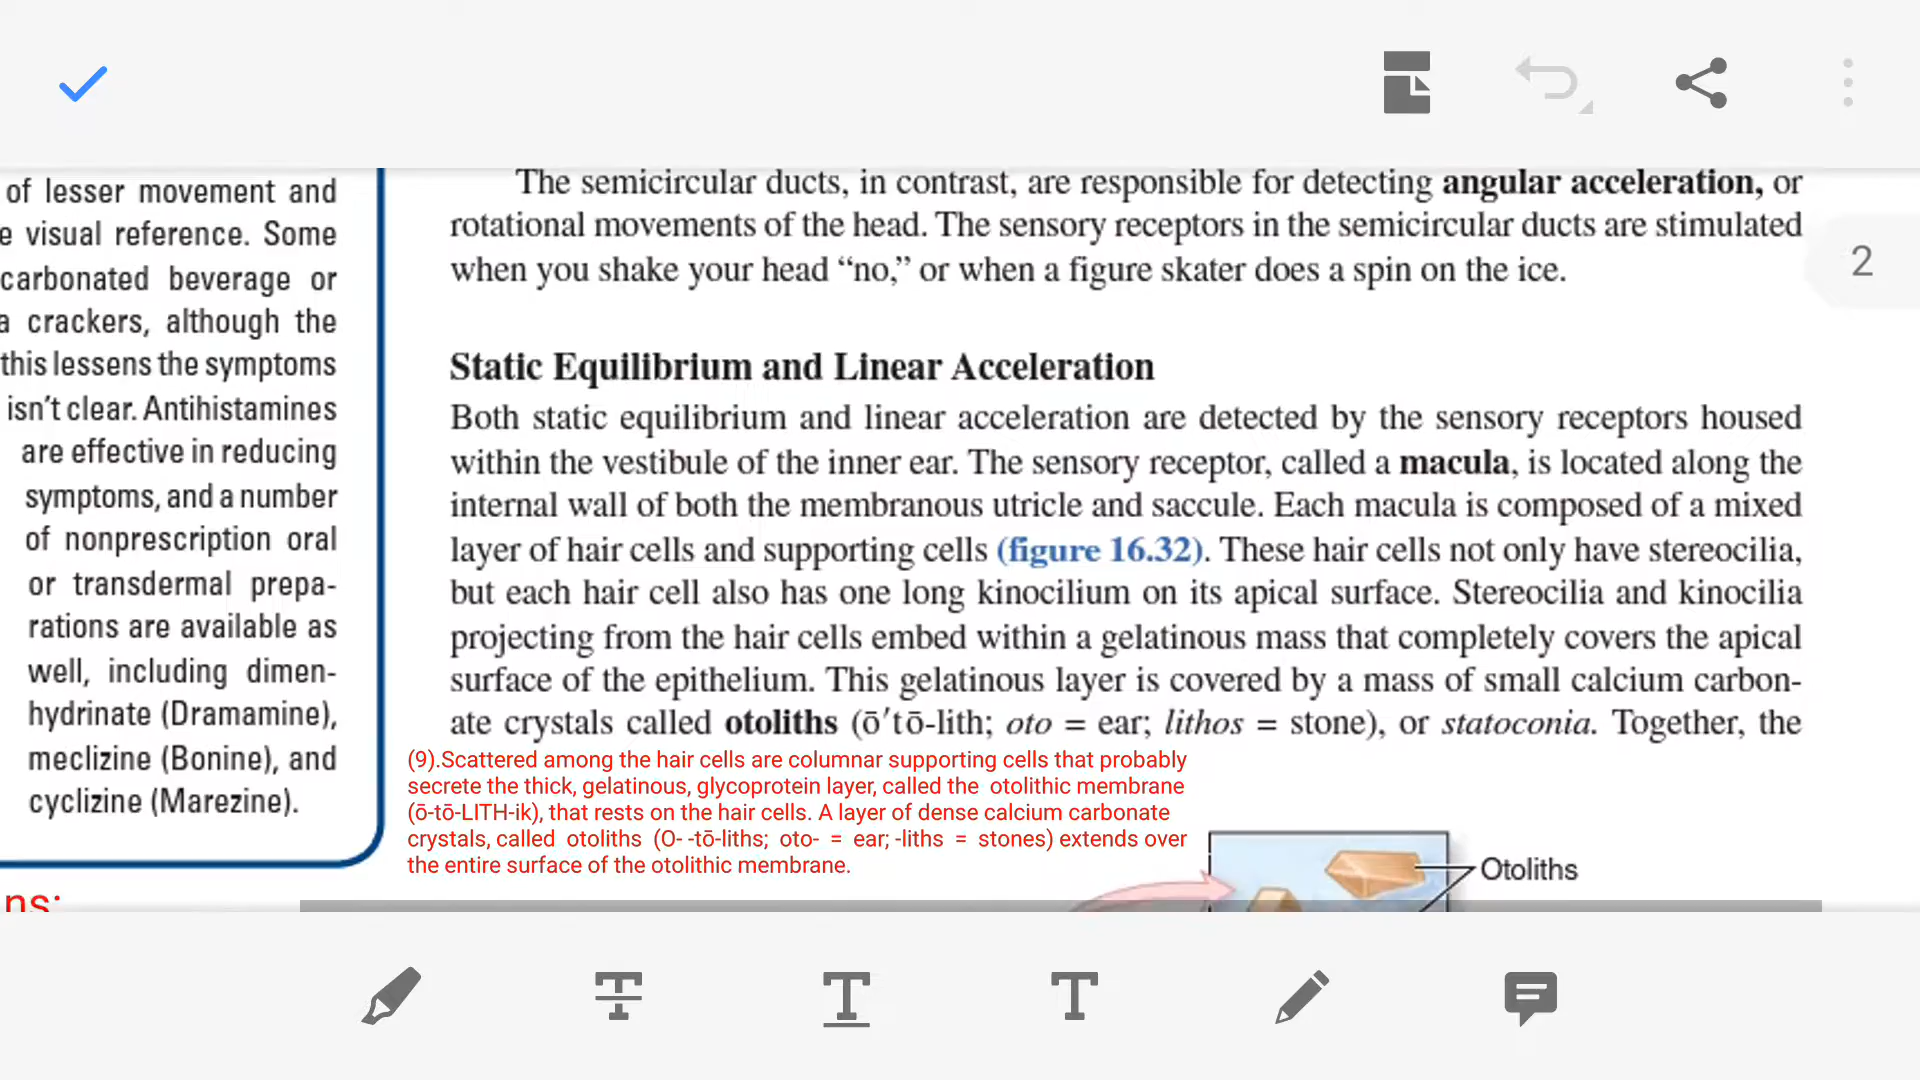 of lesser movement and
e visual reference. Some
carbonated beverage or
a crackers, although the
this lessens the symptoms
isn't clear. Antihistamines
are effective in reducing
symptoms, and a number
of nonprescription oral
or transdermal prepa-
rations are available as
well, including dimen-
hydrinate (Dramamine),
meclizine (Bonine), and
cyclizine (Marezine).
ns:
The semicircular ducts, in contrast, are responsible for detecting angular acceleration, or
rotational movements of the head. The sensory receptors in the semicircular ducts are stimulated
when you shake your head “no,” or when a figure skater does a spin on the ice.
Static Equilibrium and Linear Acceleration
Both static equilibrium and linear acceleration are detected by the sensory receptors housed
within the vestibule of the inner ear. The sensory receptor, called a macula, is located along the
internal wall of both the membranous utricle and saccule. Each macula is composed of a mixed
layer of hair cells and supporting cells (figure 16.32). These hair cells not only have stereocilia,
but each hair cell also has one long kinocilium on its apical surface. Stereocilia and kinocilia
projecting from the hair cells embed within a gelatinous mass that completely covers the apical
surface of the epithelium. This gelatinous layer is covered by a mass of small calcium carbon-
ate crystals called otoliths (ō′tō-lith; oto = ear; lithos = stone), or statoconia. Together, the
(9).Scattered among the hair cells are columnar supporting cells that probably
secrete the thick, gelatinous, glycoprotein layer, called the otolithic membrane
(ō-tō-LITH-ik), that rests on the hair cells. A layer of dense calcium carbonate
crystals, called otoliths (O- -tō-liths; oto- = ear; -liths = stones) extends over
the entire surface of the otolithic membrane.
Otoliths
2